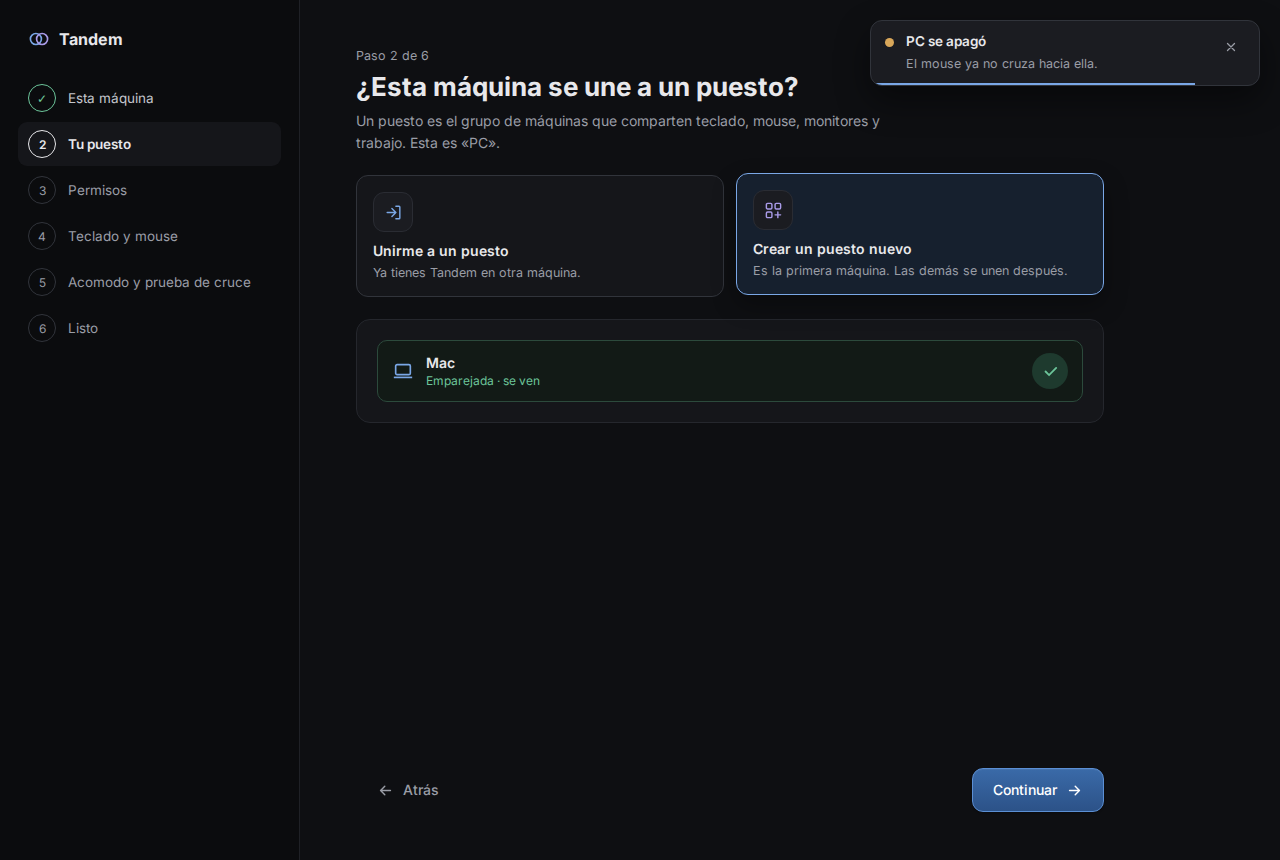 Tandem
✓ Esta máquina
2 Tu puesto
3 Permisos
4 Teclado y mouse
5 Acomodo y prueba de cruce
6 Listo
Paso 2 de 6
¿Esta máquina se une a un puesto?
Un puesto es el grupo de máquinas que comparten teclado, mouse, monitores y
trabajo. Esta es «PC».
PC se apagó
El mouse ya no cruza hacia ella.
Unirme a un puesto
Ya tienes Tandem en otra máquina.
Crear un puesto nuevo
Es la primera máquina. Las demás se unen después.
Mac
Emparejada · se ven
Atrás
Continuar